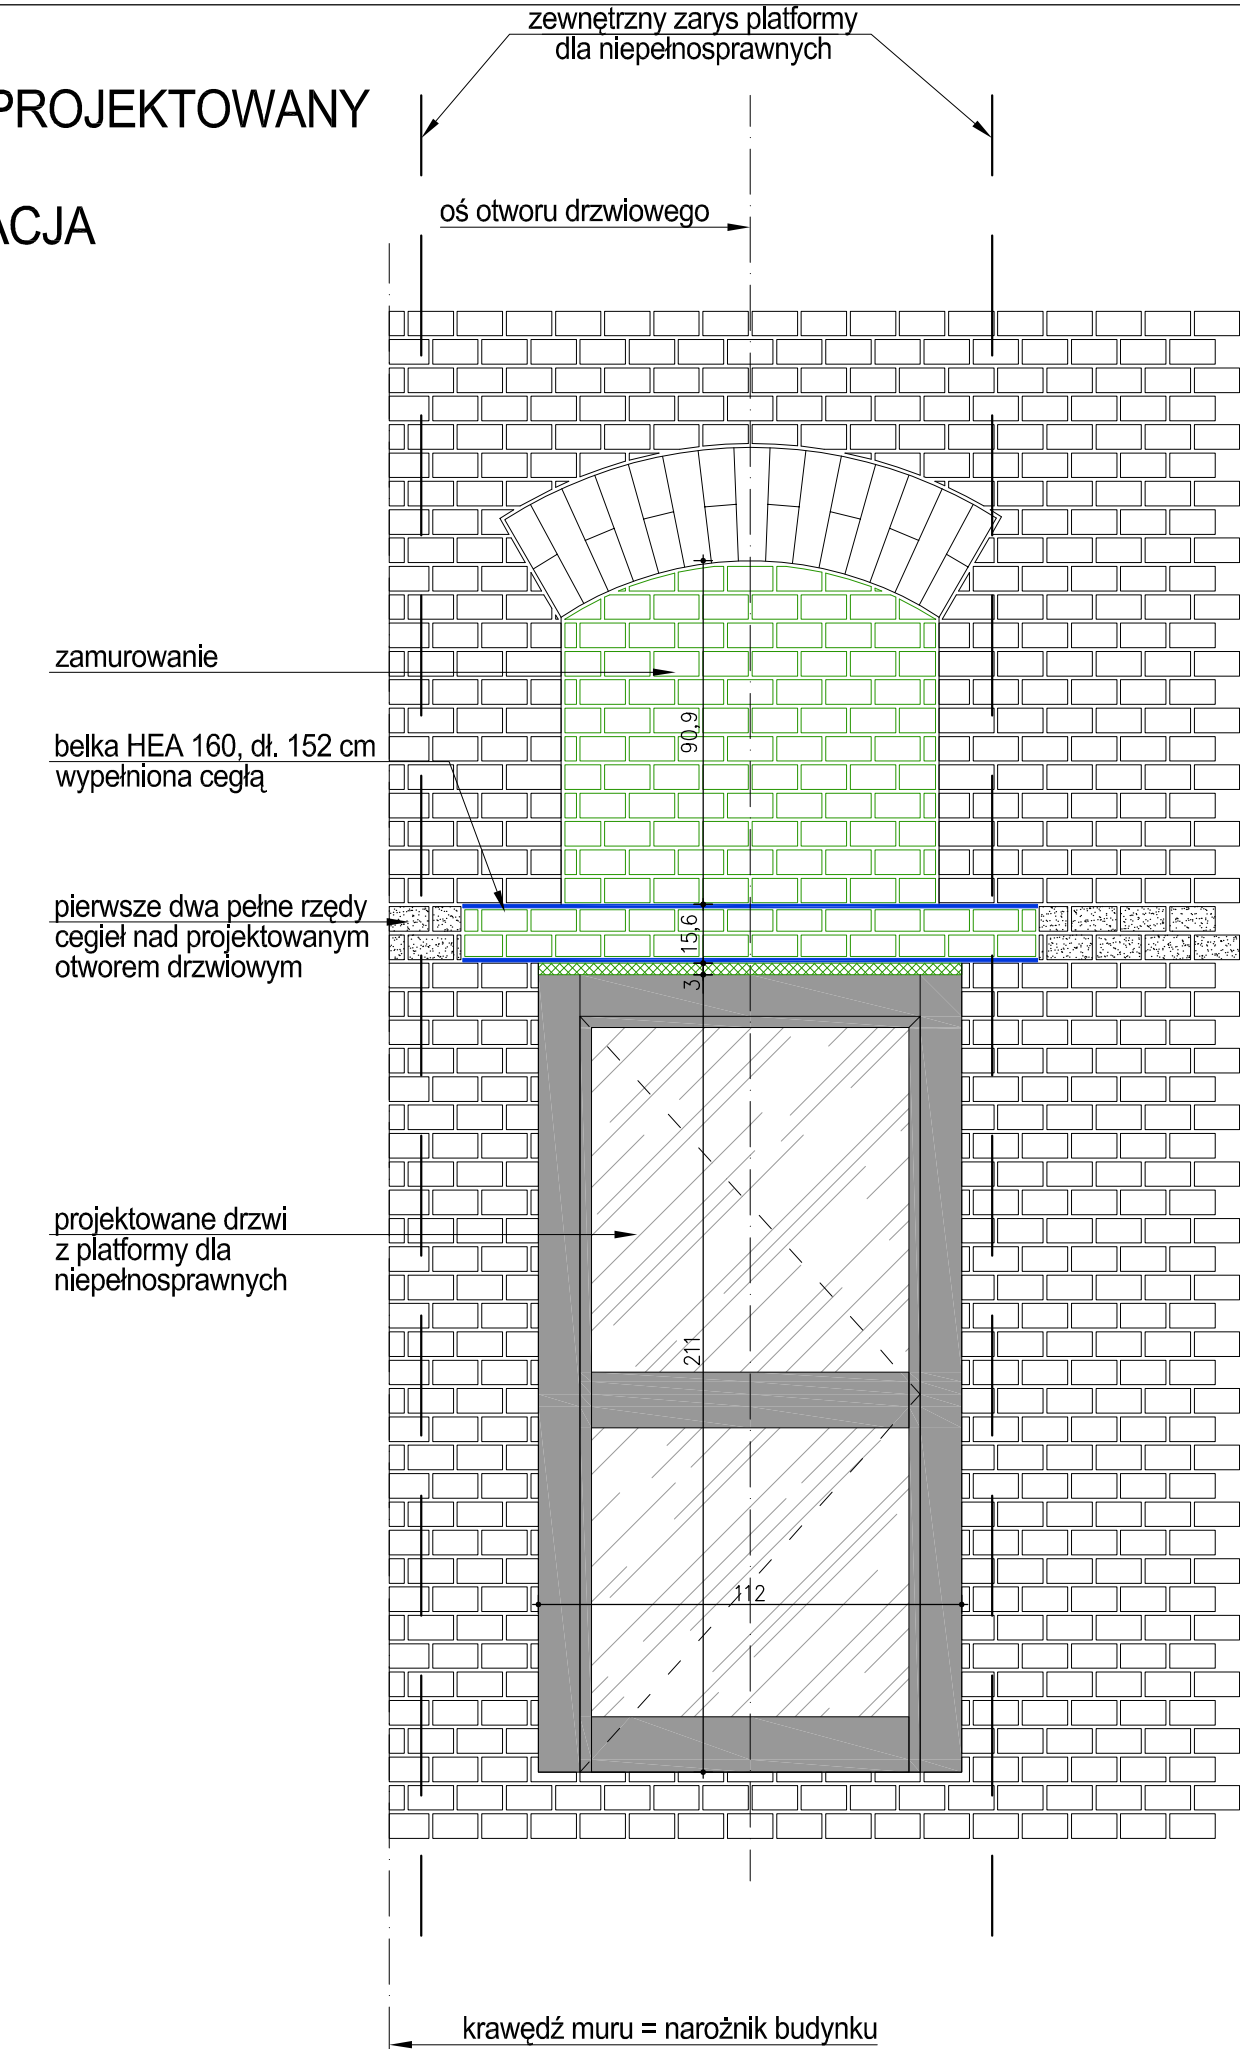 zewnętrzny zarys platformy
dla niepełnosprawnych
PROJEKTOWANY
ACJA
oś otworu drzwiowego
zamurowanie
90,9
belka HEA 160, dł. 152 cm
wypełniona cegłą
pierwsze dwa pełne rzędy
cegieł nad projektowanym
otworem drzwiowym
15,6
3
projektowane drzwi
z platformy dla
niepełnosprawnych
211
112
krawędź muru = narożnik budynku